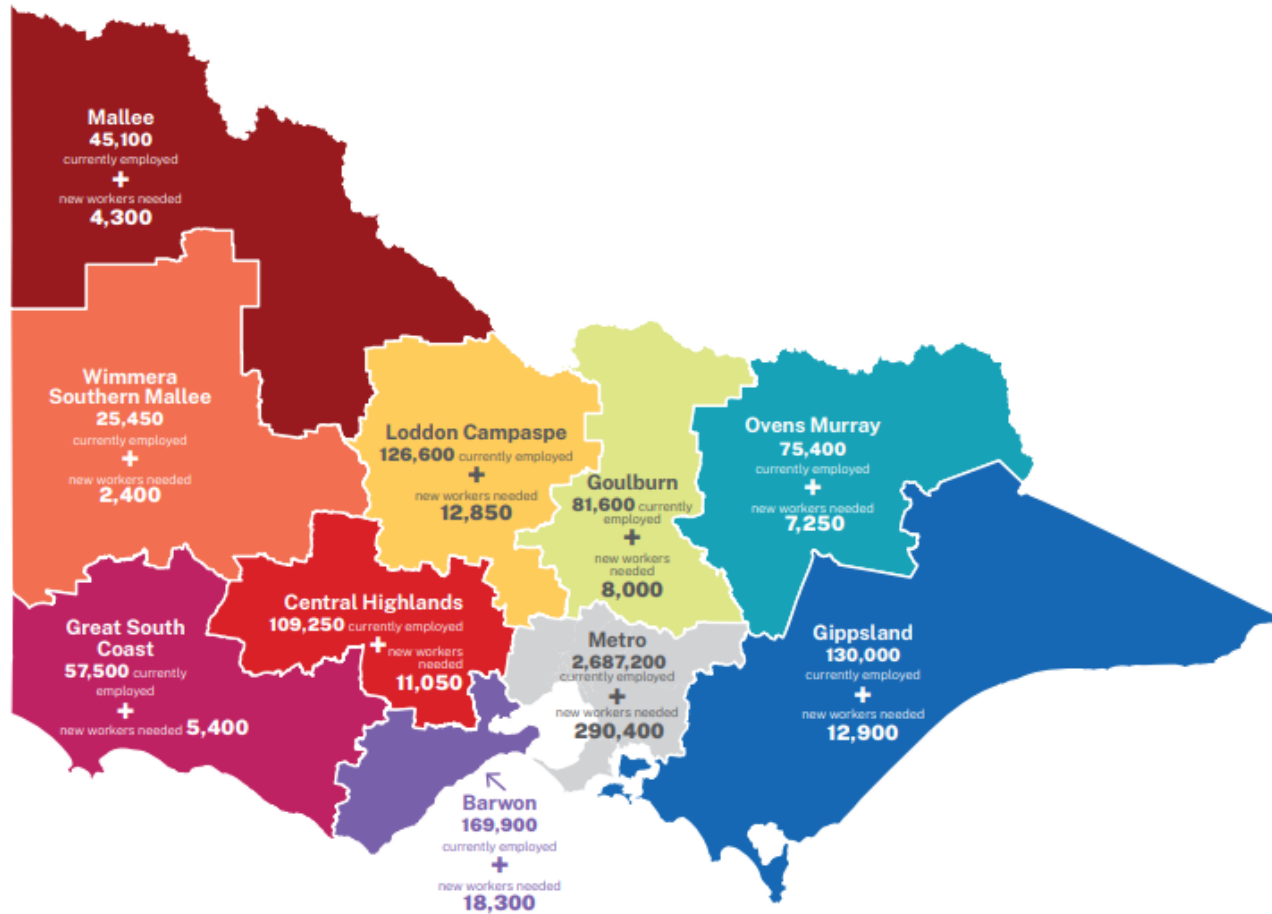 Mallee
45,100
currently employed
+
new workers needed
4,300
Wimmera
Southern Mallee
25,450
currently employed
+
new workers needed
2,400
Loddon Campaspe
126,600 currently employed
+
new workers needed
12,850
Goulburn
81,600 currently
employed
+
new workers
needed
8,000
Ovens Murray
75,400
currently employed
+
new workers needed
7,250
Great South
Coast
57,500 currently
employed
+
new workers needed 5,400
Central Highlands
109,250 currently employed
+ new workers
needed
11,050
Metro
2,687,200
currently employed
+
new workers needed
290,400
Gippsland
130,000
currently employed
+
new workers needed
12,900
Barwon
169,900
currently employed
+
new workers needed
18,300